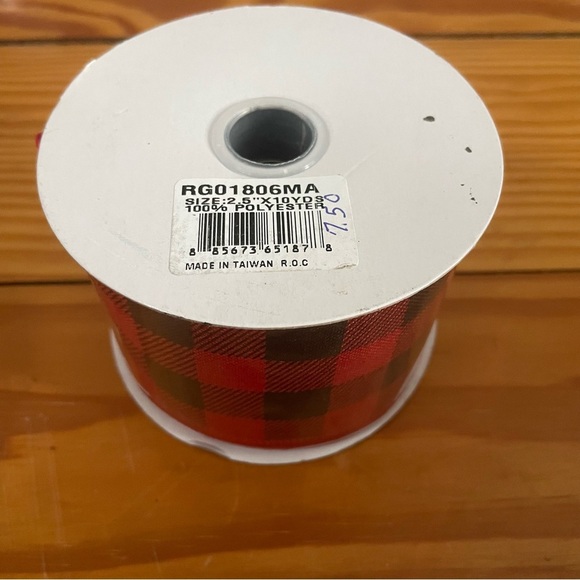 RG01806MA
SIZE:2.5"X10YDS
100% POLYESTER
7.50
8 85673 65187 8
MADE IN TAIWAN R.O.C